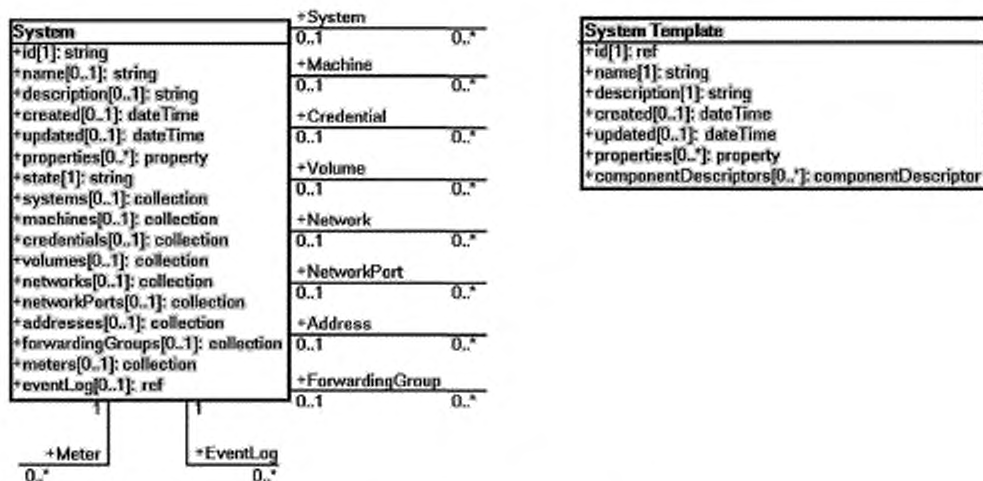 System
+id[1]: string
+name[0..1]: string
+description[0..1]: string
+created[0..1]: dateTime
+updated[0..1]: dateTime
+properties[0..*]: property
+state[1]: string
+systems[0..1]: collection
+machines[0..1]: collection
+credentials[0..1]: collection
+volumes[0..1]: collection
+networks[0..1]: collection
+networkPorts[0..1]: collection
+addresses[0..1]: collection
+forwardingGroups[0..1]: collection
+meters[0..1]: collection
+eventLog[0..1]: ref
+System
0..1 0..*
+Machine
0..1 0..*
+Credential
0..1 0..*
+Volume
0..1 0..*
+Network
0..1 0..*
+NetworkPort
0..1 0..*
+Address
0..1 0..*
+ForwardingGroup
0..1 0..*
1 1
+Meter
0..*
+EventLog
0..*
System Template
+id[1]: ref
+name[1]: string
+description[1]: string
+created[0..1]: dateTime
+updated[0..1]: dateTime
+properties[0..*]: property
+componentDescriptors[0..*]: componentDescriptor